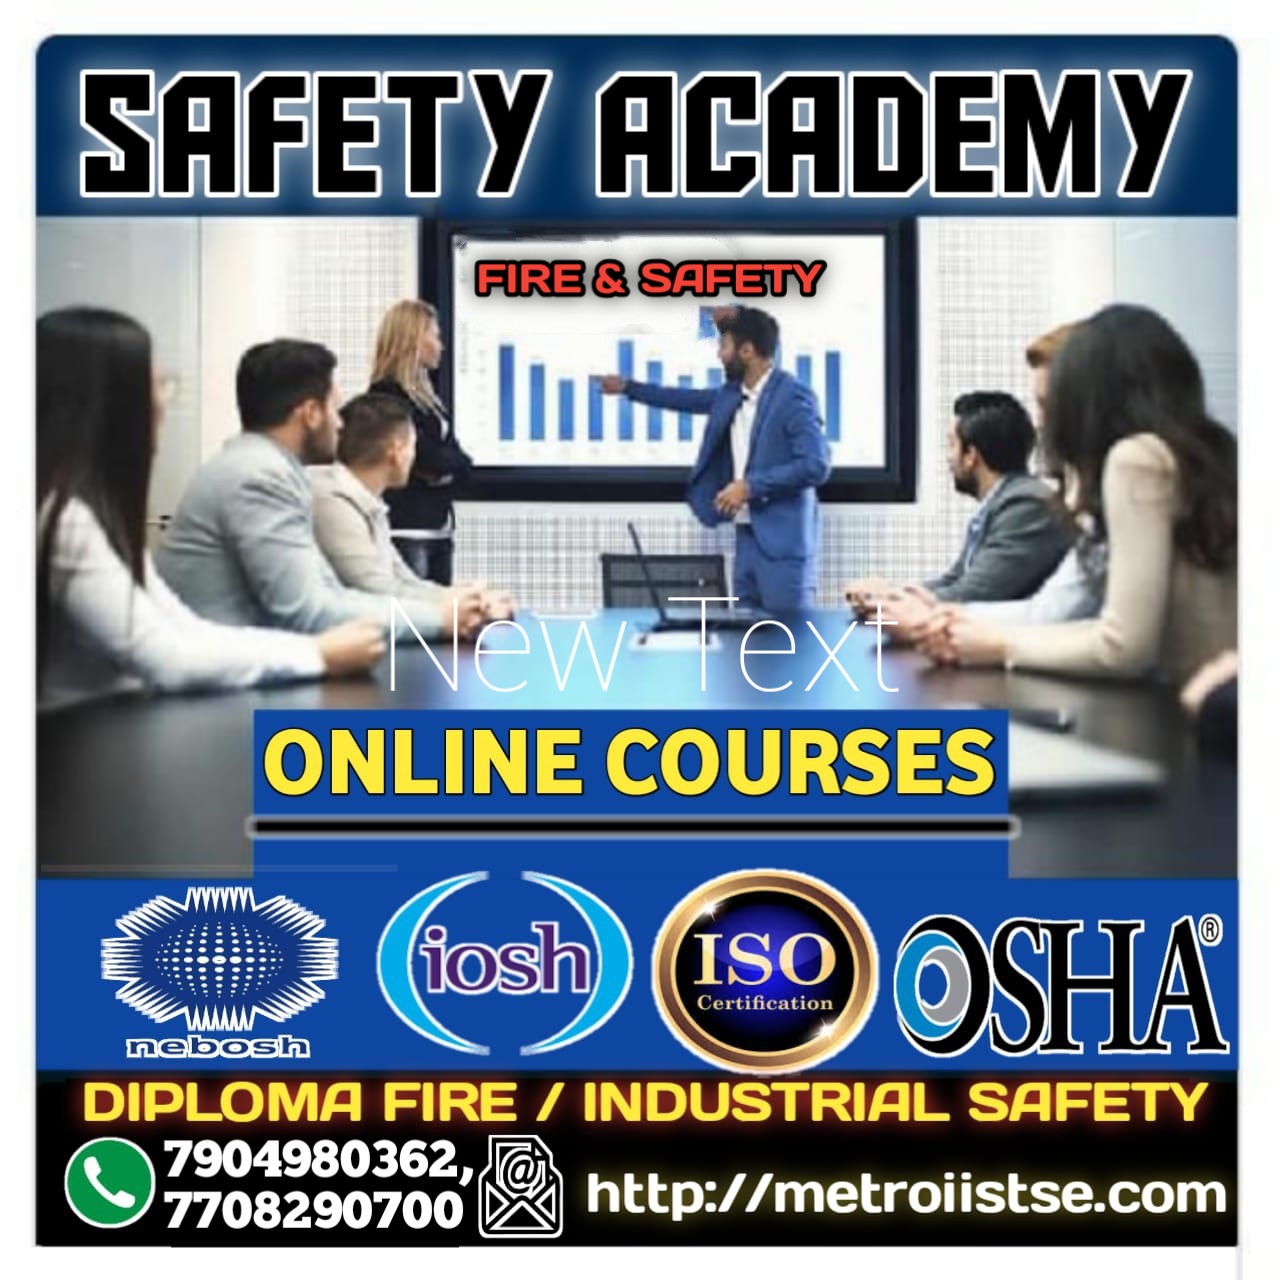 SAFETY ACADEMY
FIRE & SAFETY
New Text
ONLINE COURSES
nebosh
iosh
ISO
Certification
OSHA®
DIPLOMA FIRE / INDUSTRIAL SAFETY
7904980362,
7708290700
http://metroiistse.com